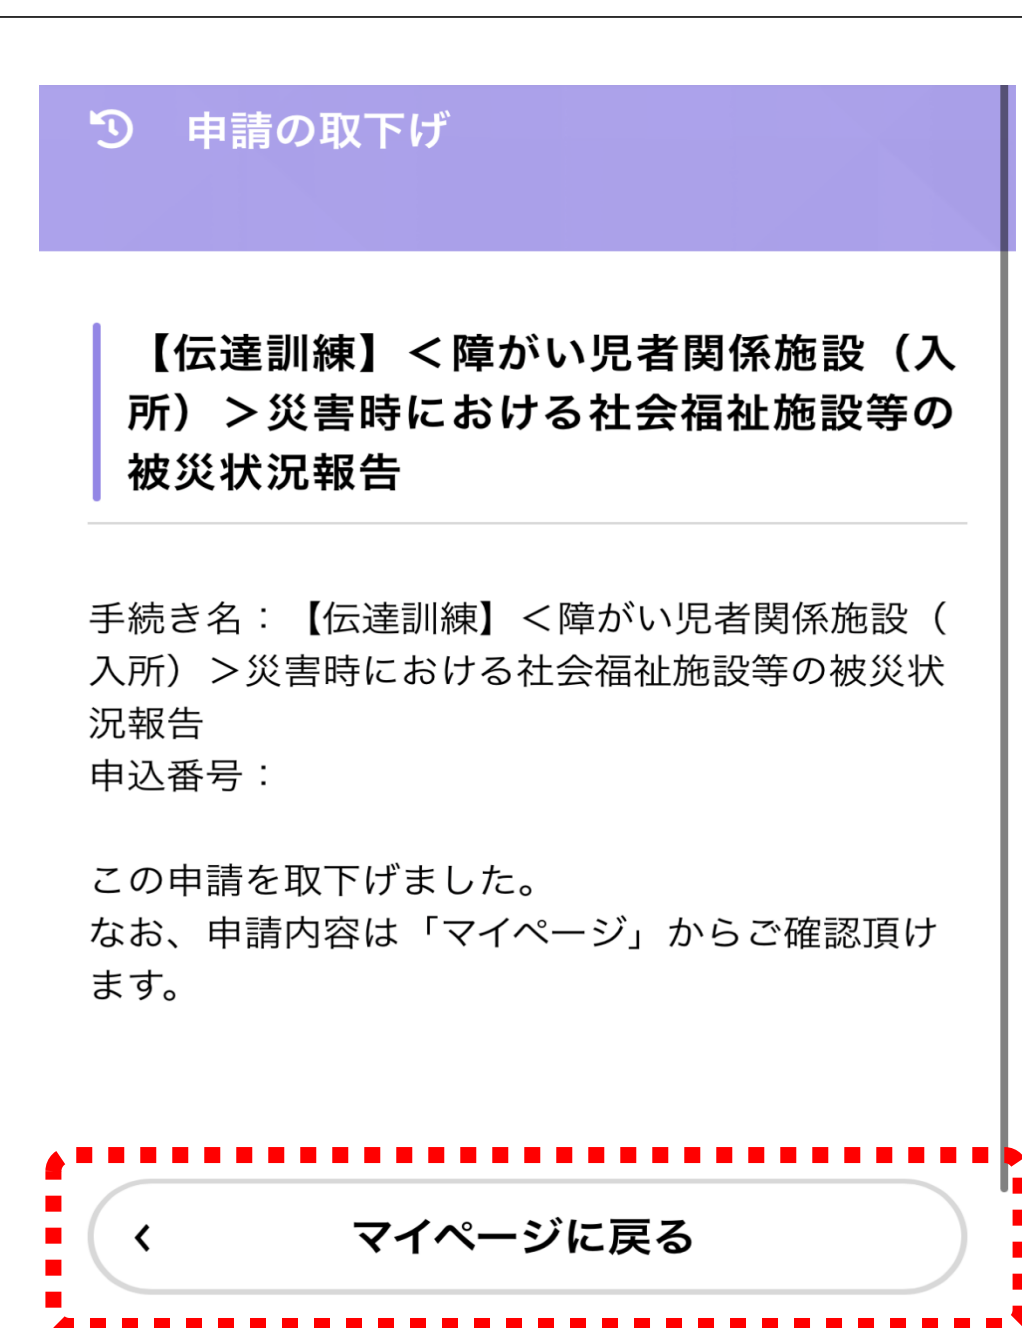 申請の取下げ
【伝達訓練】＜障がい児者関係施設（入
所）＞災害時における社会福祉施設等の
被災状況報告
手続き名：【伝達訓練】＜障がい児者関係施設（
入所）＞災害時における社会福祉施設等の被災状
況報告
申込番号：
この申請を取下げました。
なお、申請内容は「マイページ」からご確認頂け
ます。
マイページに戻る